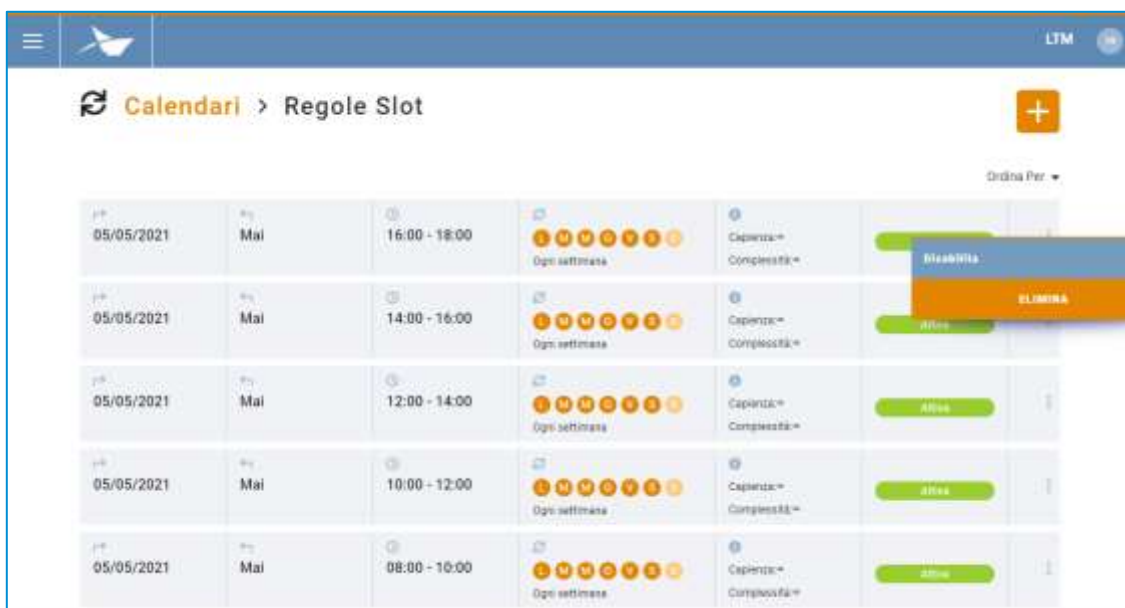 LTM
Calendari > Regole Slot
+
Ordina Per
05/05/2021 Mai 16:00 - 18:00 L M M G V S D Capienza:∞
Ogni settimana Complessità:∞
Disabilita
ELIMINA
05/05/2021 Mai 14:00 - 16:00 L M M G V S D Capienza:∞ Attiva
Ogni settimana Complessità:∞
05/05/2021 Mai 12:00 - 14:00 L M M G V S D Capienza:∞ Attiva
Ogni settimana Complessità:∞
05/05/2021 Mai 10:00 - 12:00 L M M G V S D Capienza:∞ Attiva
Ogni settimana Complessità:∞
05/05/2021 Mai 08:00 - 10:00 L M M G V S D Capienza:∞ Attiva
Ogni settimana Complessità:∞